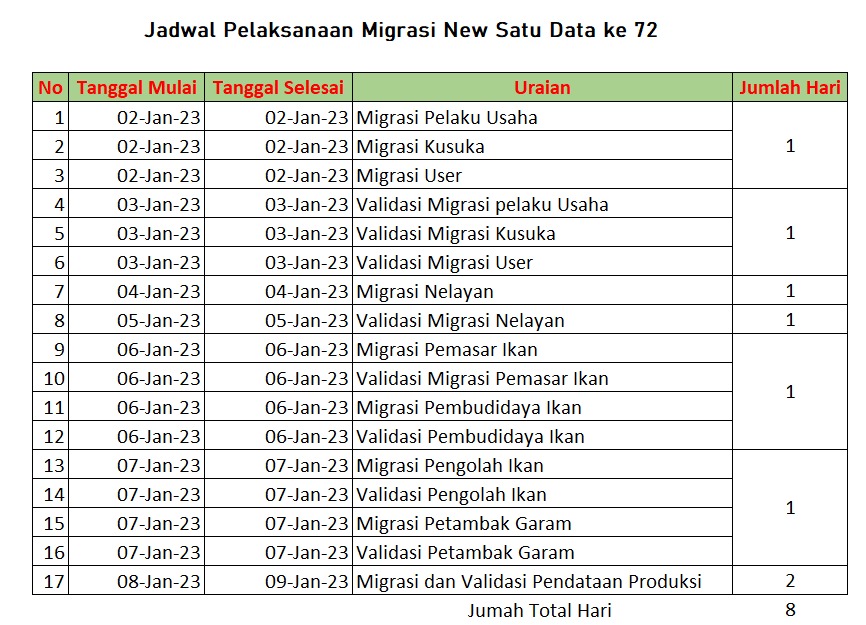 Jadwal Pelaksanaan Migrasi New Satu Data ke 72
No Tanggal Mulai Tanggal Selesai Uraian Jumlah Hari
1 02-Jan-23 02-Jan-23 Migrasi Pelaku Usaha
2 02-Jan-23 02-Jan-23 Migrasi Kusuka 1
3 02-Jan-23 02-Jan-23 Migrasi User
4 03-Jan-23 03-Jan-23 Validasi Migrasi pelaku Usaha
5 03-Jan-23 03-Jan-23 Validasi Migrasi Kusuka 1
6 03-Jan-23 03-Jan-23 Validasi Migrasi User
7 04-Jan-23 04-Jan-23 Migrasi Nelayan 1
8 05-Jan-23 05-Jan-23 Validasi Migrasi Nelayan 1
9 06-Jan-23 06-Jan-23 Migrasi Pemasar Ikan
10 06-Jan-23 06-Jan-23 Validasi Migrasi Pemasar Ikan
1
11 06-Jan-23 06-Jan-23 Migrasi Pembudidaya Ikan
12 06-Jan-23 06-Jan-23 Validasi Pembudidaya Ikan
13 07-Jan-23 07-Jan-23 Migrasi Pengolah Ikan
14 07-Jan-23 07-Jan-23 Validasi Pengolah Ikan
1
15 07-Jan-23 07-Jan-23 Migrasi Petambak Garam
16 07-Jan-23 07-Jan-23 Validasi Petambak Garam
17 08-Jan-23 09-Jan-23 Migrasi dan Validasi Pendataan Produksi 2
Jumah Total Hari 8